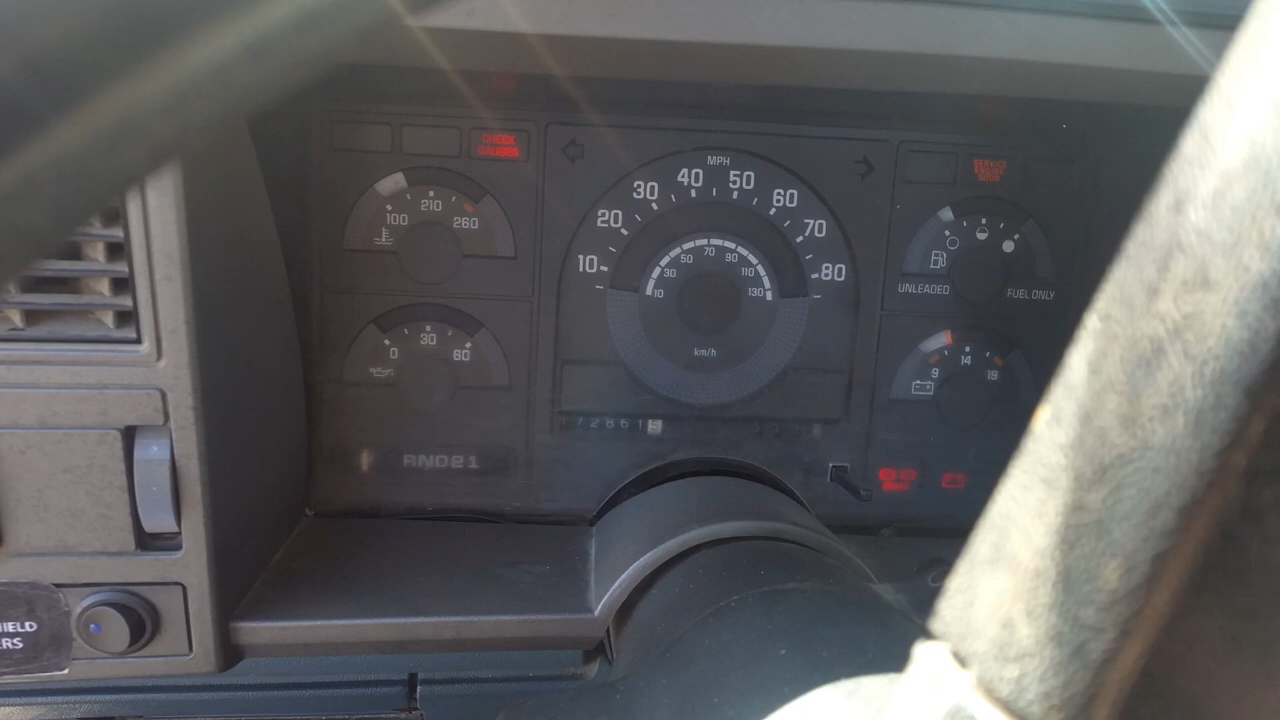 CHECK
GAUGES
100 210 260
0 30 60
RND21
MPH
10 20 30 40 50 60 70 80
10 30 50 70 90 110 130
km/h
728615
SERVICE
ENGINE
SOON
UNLEADED FUEL ONLY
9 14 19